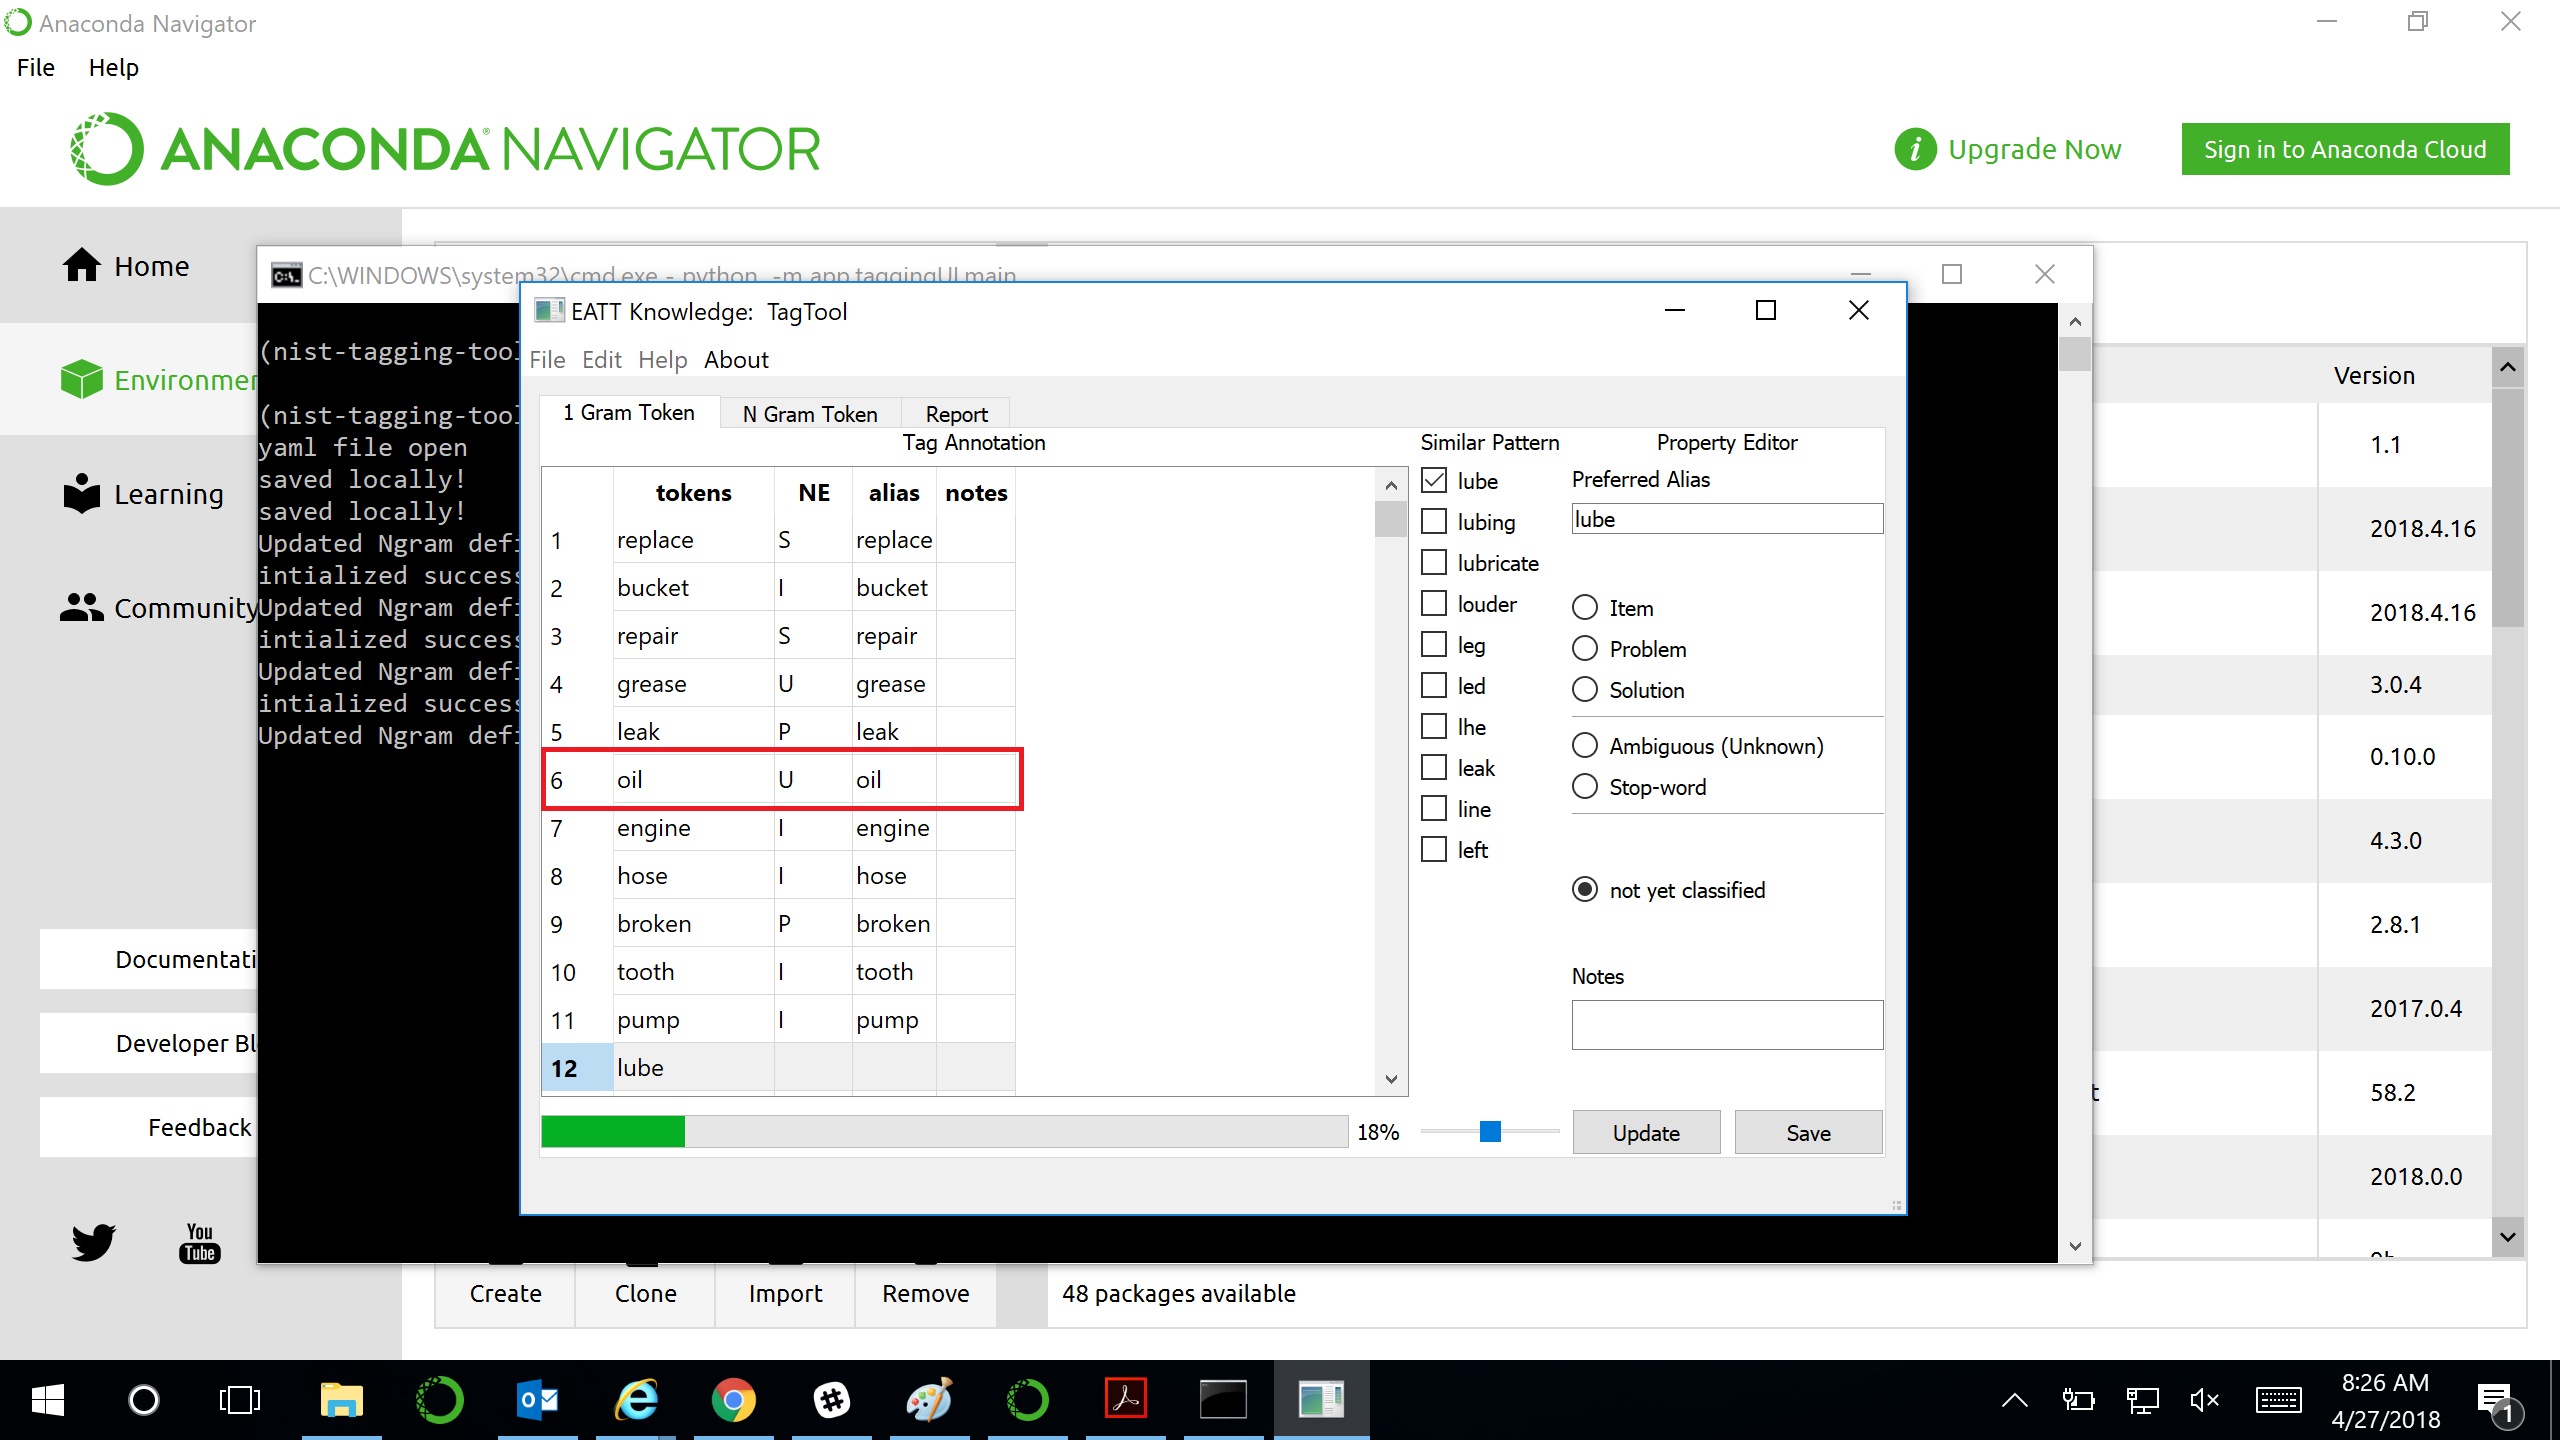 Anaconda Navigator
File Help
ANACONDA NAVIGATOR
Upgrade Now
Sign in to Anaconda Cloud
Home
Environmen
Learning
Community
Documentati
Developer Bl
Feedback
You
Tube
C:\WINDOWS\system32\cmd.exe - python -m app.taggingUI.main
(nist-tagging-tool
(nist-tagging-tool
yaml file open
saved locally!
saved locally!
Updated Ngram defi
intialized success
Updated Ngram defi
intialized success
Updated Ngram defi
intialized success
Updated Ngram defi
EATT Knowledge: TagTool
File Edit Help About
1 Gram Token N Gram Token Report
Tag Annotation
tokens NE alias notes
1 replace S replace
2 bucket I bucket
3 repair S repair
4 grease U grease
5 leak P leak
6 oil U oil
7 engine I engine
8 hose I hose
9 broken P broken
10 tooth I tooth
11 pump I pump
12 lube
18%
Similar Pattern
lube
lubing
lubricate
louder
leg
led
lhe
leak
line
left
Property Editor
Preferred Alias
lube
Item
Problem
Solution
Ambiguous (Unknown)
Stop-word
not yet classified
Notes
Update Save
Version
1.1
2018.4.16
2018.4.16
3.0.4
0.10.0
4.3.0
2.8.1
2017.0.4
t 58.2
2018.0.0
Create Clone Import Remove
48 packages available
8:26 AM
4/27/2018
1